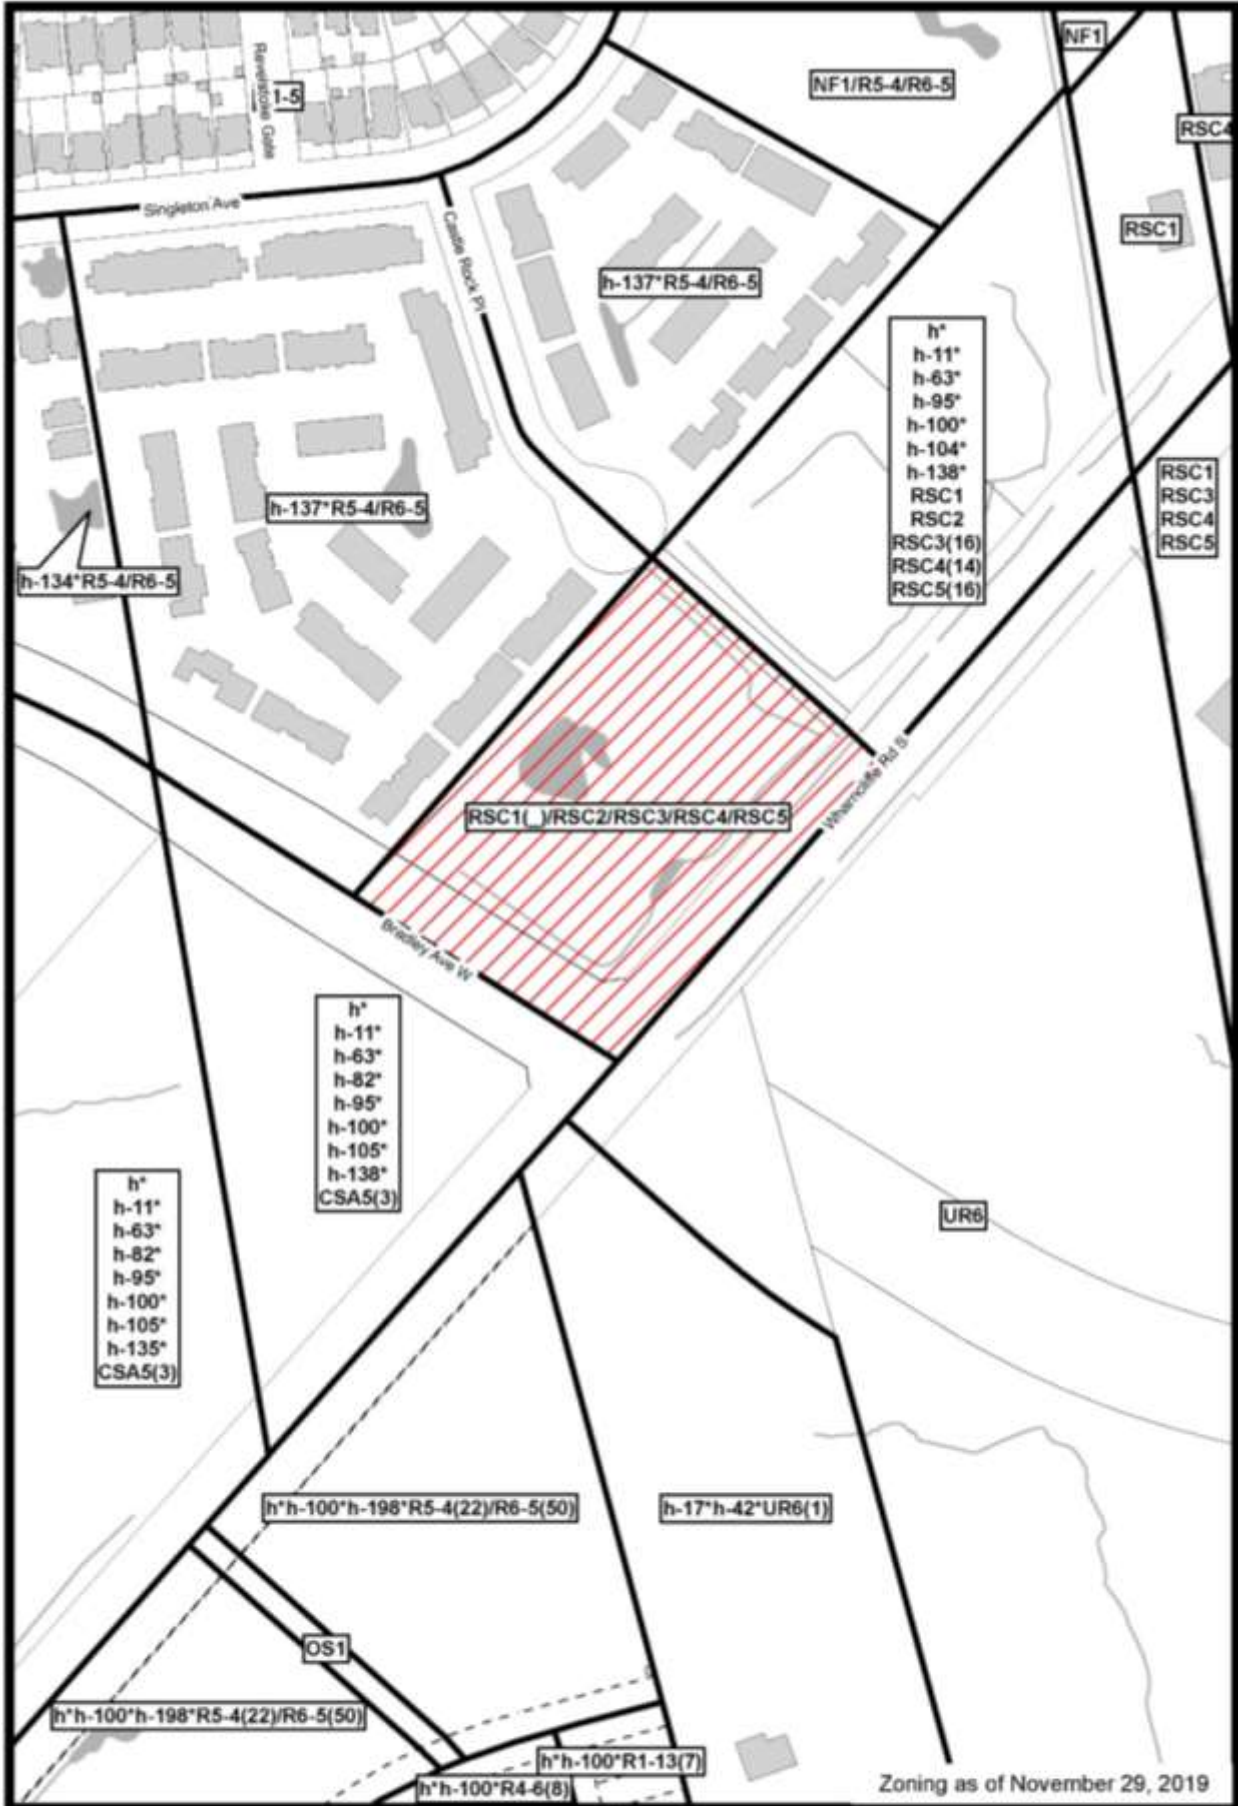 NF1
NF1/R5-4/R6-5
RSC4
Revelstoke Gate
-5
Singleton Ave
Castle Rock Pl
RSC1
h-137*R5-4/R6-5
h*
h-11*
h-63*
h-95*
h-100*
h-104*
h-138*
RSC1
RSC2
RSC3(16)
RSC4(14)
RSC5(16)
RSC1
RSC3
RSC4
RSC5
h-137*R5-4/R6-5
h-134*R5-4/R6-5
Wharncliffe Rd S
RSC1(_)/RSC2/RSC3/RSC4/RSC5
Bradley Ave W
h*
h-11*
h-63*
h-82*
h-95*
h-100*
h-105*
h-138*
CSA5(3)
h*
h-11*
h-63*
h-82*
h-95*
h-100*
h-105*
h-135*
CSA5(3)
UR6
h*h-100*h-198*R5-4(22)/R6-5(50)
h-17*h-42*UR6(1)
OS1
h*h-100*h-198*R5-4(22)/R6-5(50)
h*h-100*R1-13(7)
h*h-100*R4-6(8)
Zoning as of November 29, 2019